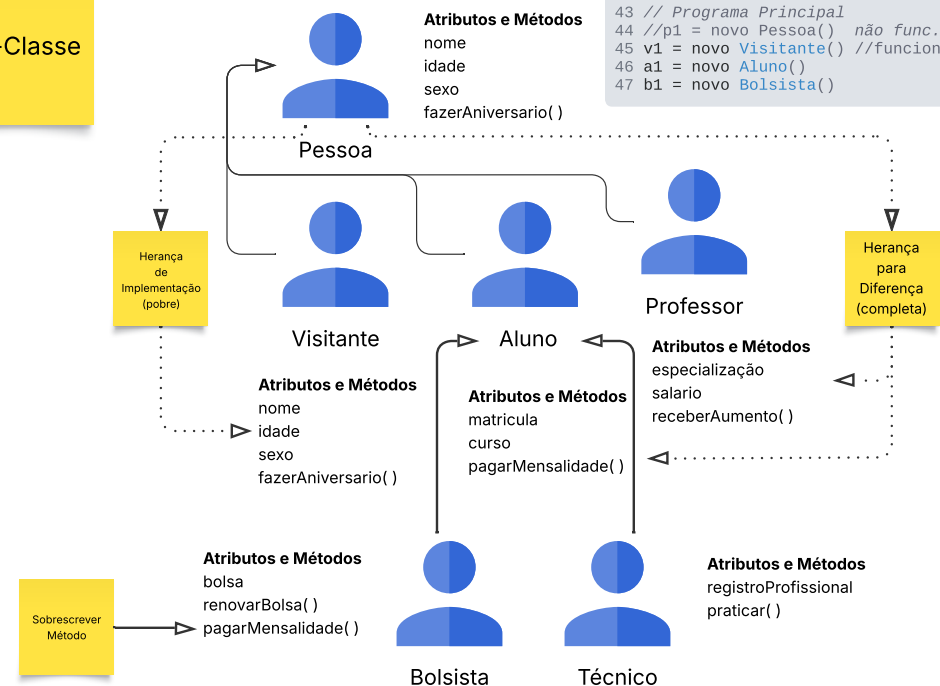 -Classe
Atributos e Métodos
nome
idade
sexo
fazerAniversario( )
43 // Programa Principal
44 //p1 = novo Pessoa()  não func.
45 v1 = novo Visitante() //funcion
46 a1 = novo Aluno()
47 b1 = novo Bolsista()
Pessoa
Herança
de
Implementação
(pobre)
Herança
para
Diferença
(completa)
Visitante
Aluno
Professor
Atributos e Métodos
nome
idade
sexo
fazerAniversario( )
Atributos e Métodos
matricula
curso
pagarMensalidade( )
Atributos e Métodos
especialização
salario
receberAumento( )
Sobrescrever
Método
Atributos e Métodos
bolsa
renovarBolsa( )
pagarMensalidade( )
Bolsista
Técnico
Atributos e Métodos
registroProfissional
praticar( )